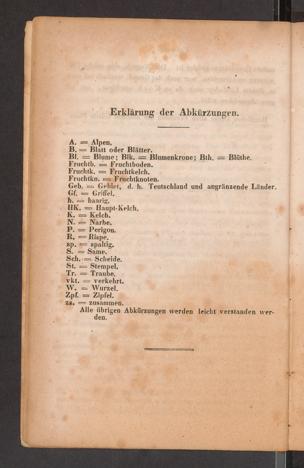 Erklärung der Abkürzungen.
A. = Alpen.
B. = Blatt oder Blätter.
Bl. = Blume; Blk. = Blumenkrone; Bth. = Blüthe.
Fruchtb. = Fruchtboden.
Fruchtk. = Fruchtkelch.
Fruchtkn. = Fruchtknoten.
Geb. = Gebiet, d. h. Teutschland und angränzende Länder.
Gf. = Griffel.
h. = haarig.
HK. = Haupt-Kelch.
K. = Kelch.
N. = Narbe.
P. = Perigon.
R. = Rispe.
sp. = spaltig.
S. = Same.
Sch. = Scheide.
St. = Stempel.
Tr. = Traube.
vkt. = verkehrt.
W. = Wurzel.
Zpf. = Zipfel.
zs. = zusammen.
Alle übrigen Abkürzungen werden leicht verstanden wer-
den.